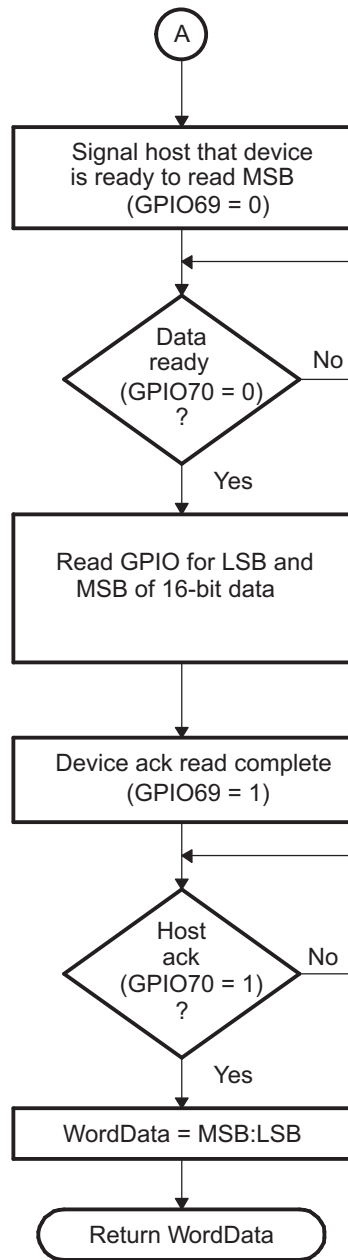 A
Signal host that device
is ready to read MSB
(GPIO69 = 0)
Data
ready
(GPIO70 = 0)
?
No
Yes
Read GPIO for LSB and
MSB of 16-bit data
Device ack read complete
(GPIO69 = 1)
Host
ack
(GPIO70 = 1)
?
No
Yes
WordData = MSB:LSB
Return WordData